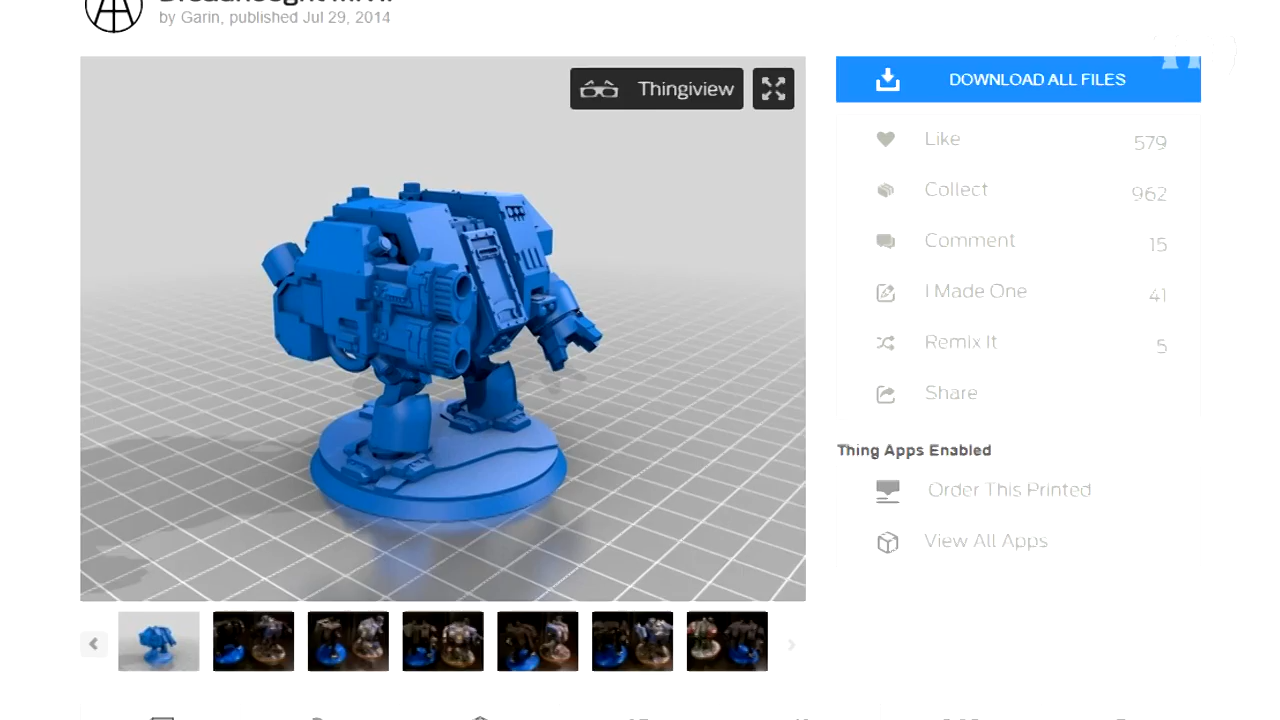 by Garin, published Jul 29, 2014
Thingiview
DOWNLOAD ALL FILES
Like 579
Collect 962
Comment 15
I Made One 41
Remix It 5
Share
Thing Apps Enabled
Order This Printed
View All Apps